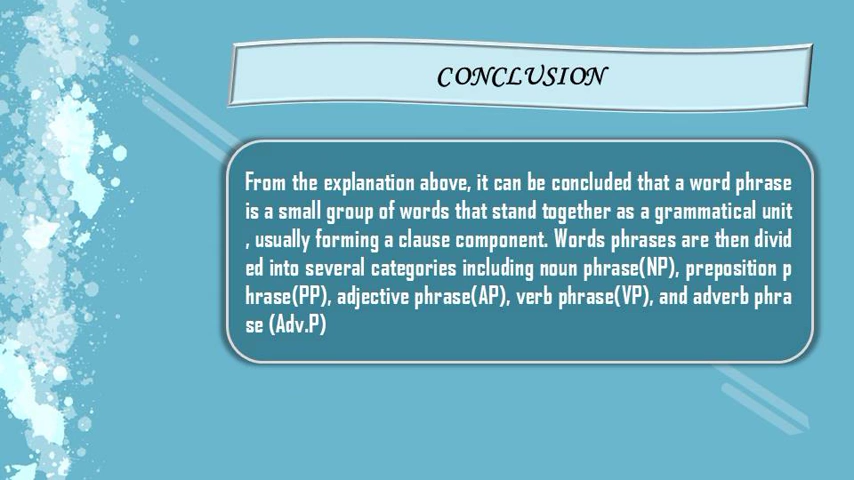 CONCLUSION
From the explanation above, it can be concluded that a word phrase
is a small group of words that stand together as a grammatical unit
, usually forming a clause component. Words phrases are then divid
ed into several categories including noun phrase(NP), preposition p
hrase(PP), adjective phrase(AP), verb phrase(VP), and adverb phra
se (Adv.P)